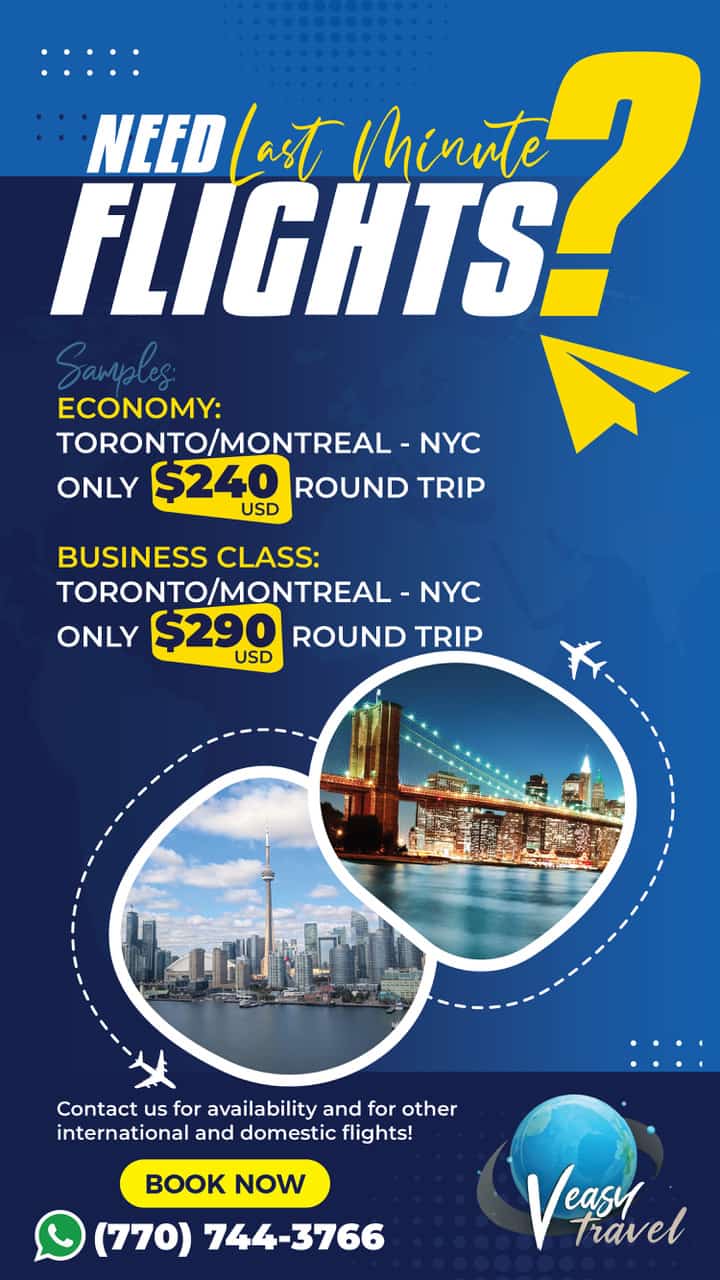 NEED Last Minute
FLIGHTS?
Samples:
ECONOMY:
TORONTO/MONTREAL - NYC
ONLY $240 USD ROUND TRIP
BUSINESS CLASS:
TORONTO/MONTREAL - NYC
ONLY $290 USD ROUND TRIP
Contact us for availability and for other
international and domestic flights!
BOOK NOW
(770) 744-3766
Veasy
Travel